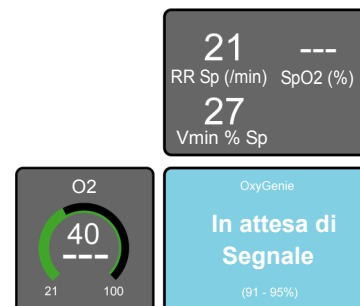 21 ---
RR Sp (/min) SpO2 (%)
27
Vmin % Sp
O2
40
---
21 100
OxyGenie
In attesa di
Segnale
(91 - 95%)